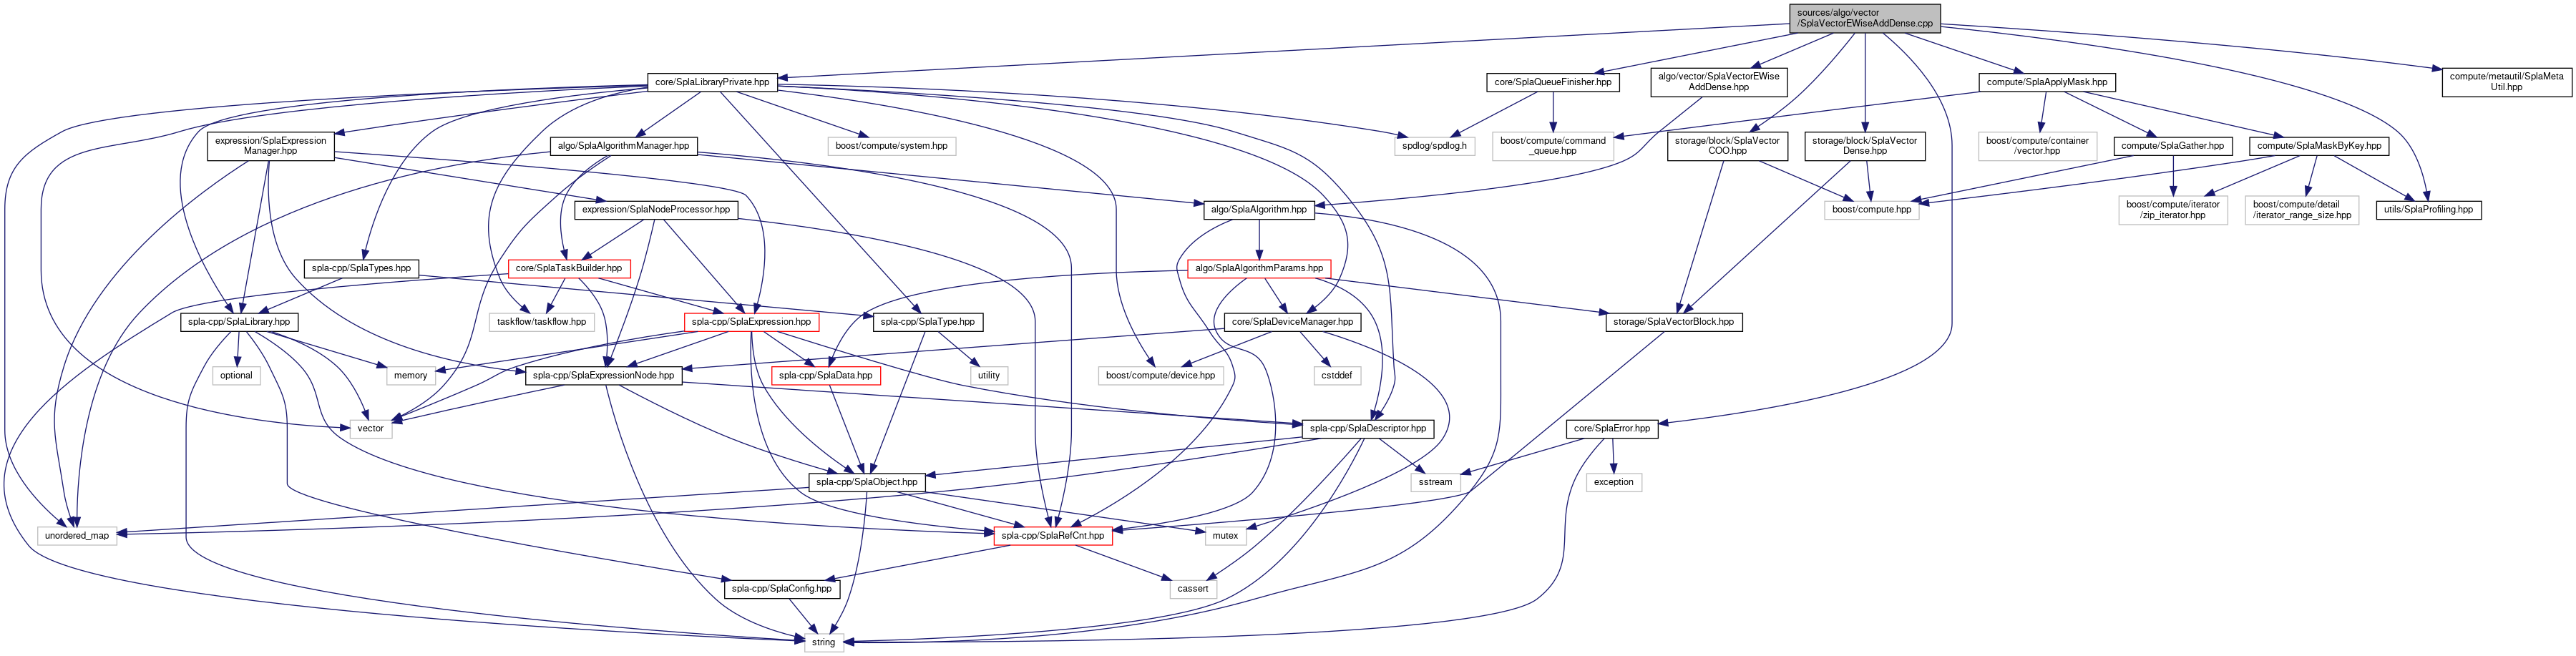 sources/algo/vector
/SplaVectorEWiseAddDense.cpp
core/SplaLibraryPrivate.hpp
core/SplaQueueFinisher.hpp
algo/vector/SplaVectorEWise
AddDense.hpp
compute/SplaApplyMask.hpp
compute/metautil/SplaMeta
Util.hpp
expression/SplaExpression
Manager.hpp
algo/SplaAlgorithmManager.hpp
boost/compute/system.hpp
spdlog/spdlog.h
boost/compute/command
_queue.hpp
storage/block/SplaVector
COO.hpp
storage/block/SplaVector
Dense.hpp
boost/compute/container
/vector.hpp
compute/SplaGather.hpp
compute/SplaMaskByKey.hpp
expression/SplaNodeProcessor.hpp
algo/SplaAlgorithm.hpp
boost/compute.hpp
boost/compute/iterator
/zip_iterator.hpp
boost/compute/detail
/iterator_range_size.hpp
utils/SplaProfiling.hpp
spla-cpp/SplaTypes.hpp
core/SplaTaskBuilder.hpp
algo/SplaAlgorithmParams.hpp
spla-cpp/SplaLibrary.hpp
taskflow/taskflow.hpp
spla-cpp/SplaExpression.hpp
spla-cpp/SplaType.hpp
core/SplaDeviceManager.hpp
storage/SplaVectorBlock.hpp
optional
memory
spla-cpp/SplaExpressionNode.hpp
spla-cpp/SplaData.hpp
utility
boost/compute/device.hpp
cstddef
vector
spla-cpp/SplaDescriptor.hpp
core/SplaError.hpp
spla-cpp/SplaObject.hpp
sstream
exception
unordered_map
spla-cpp/SplaRefCnt.hpp
mutex
spla-cpp/SplaConfig.hpp
cassert
string